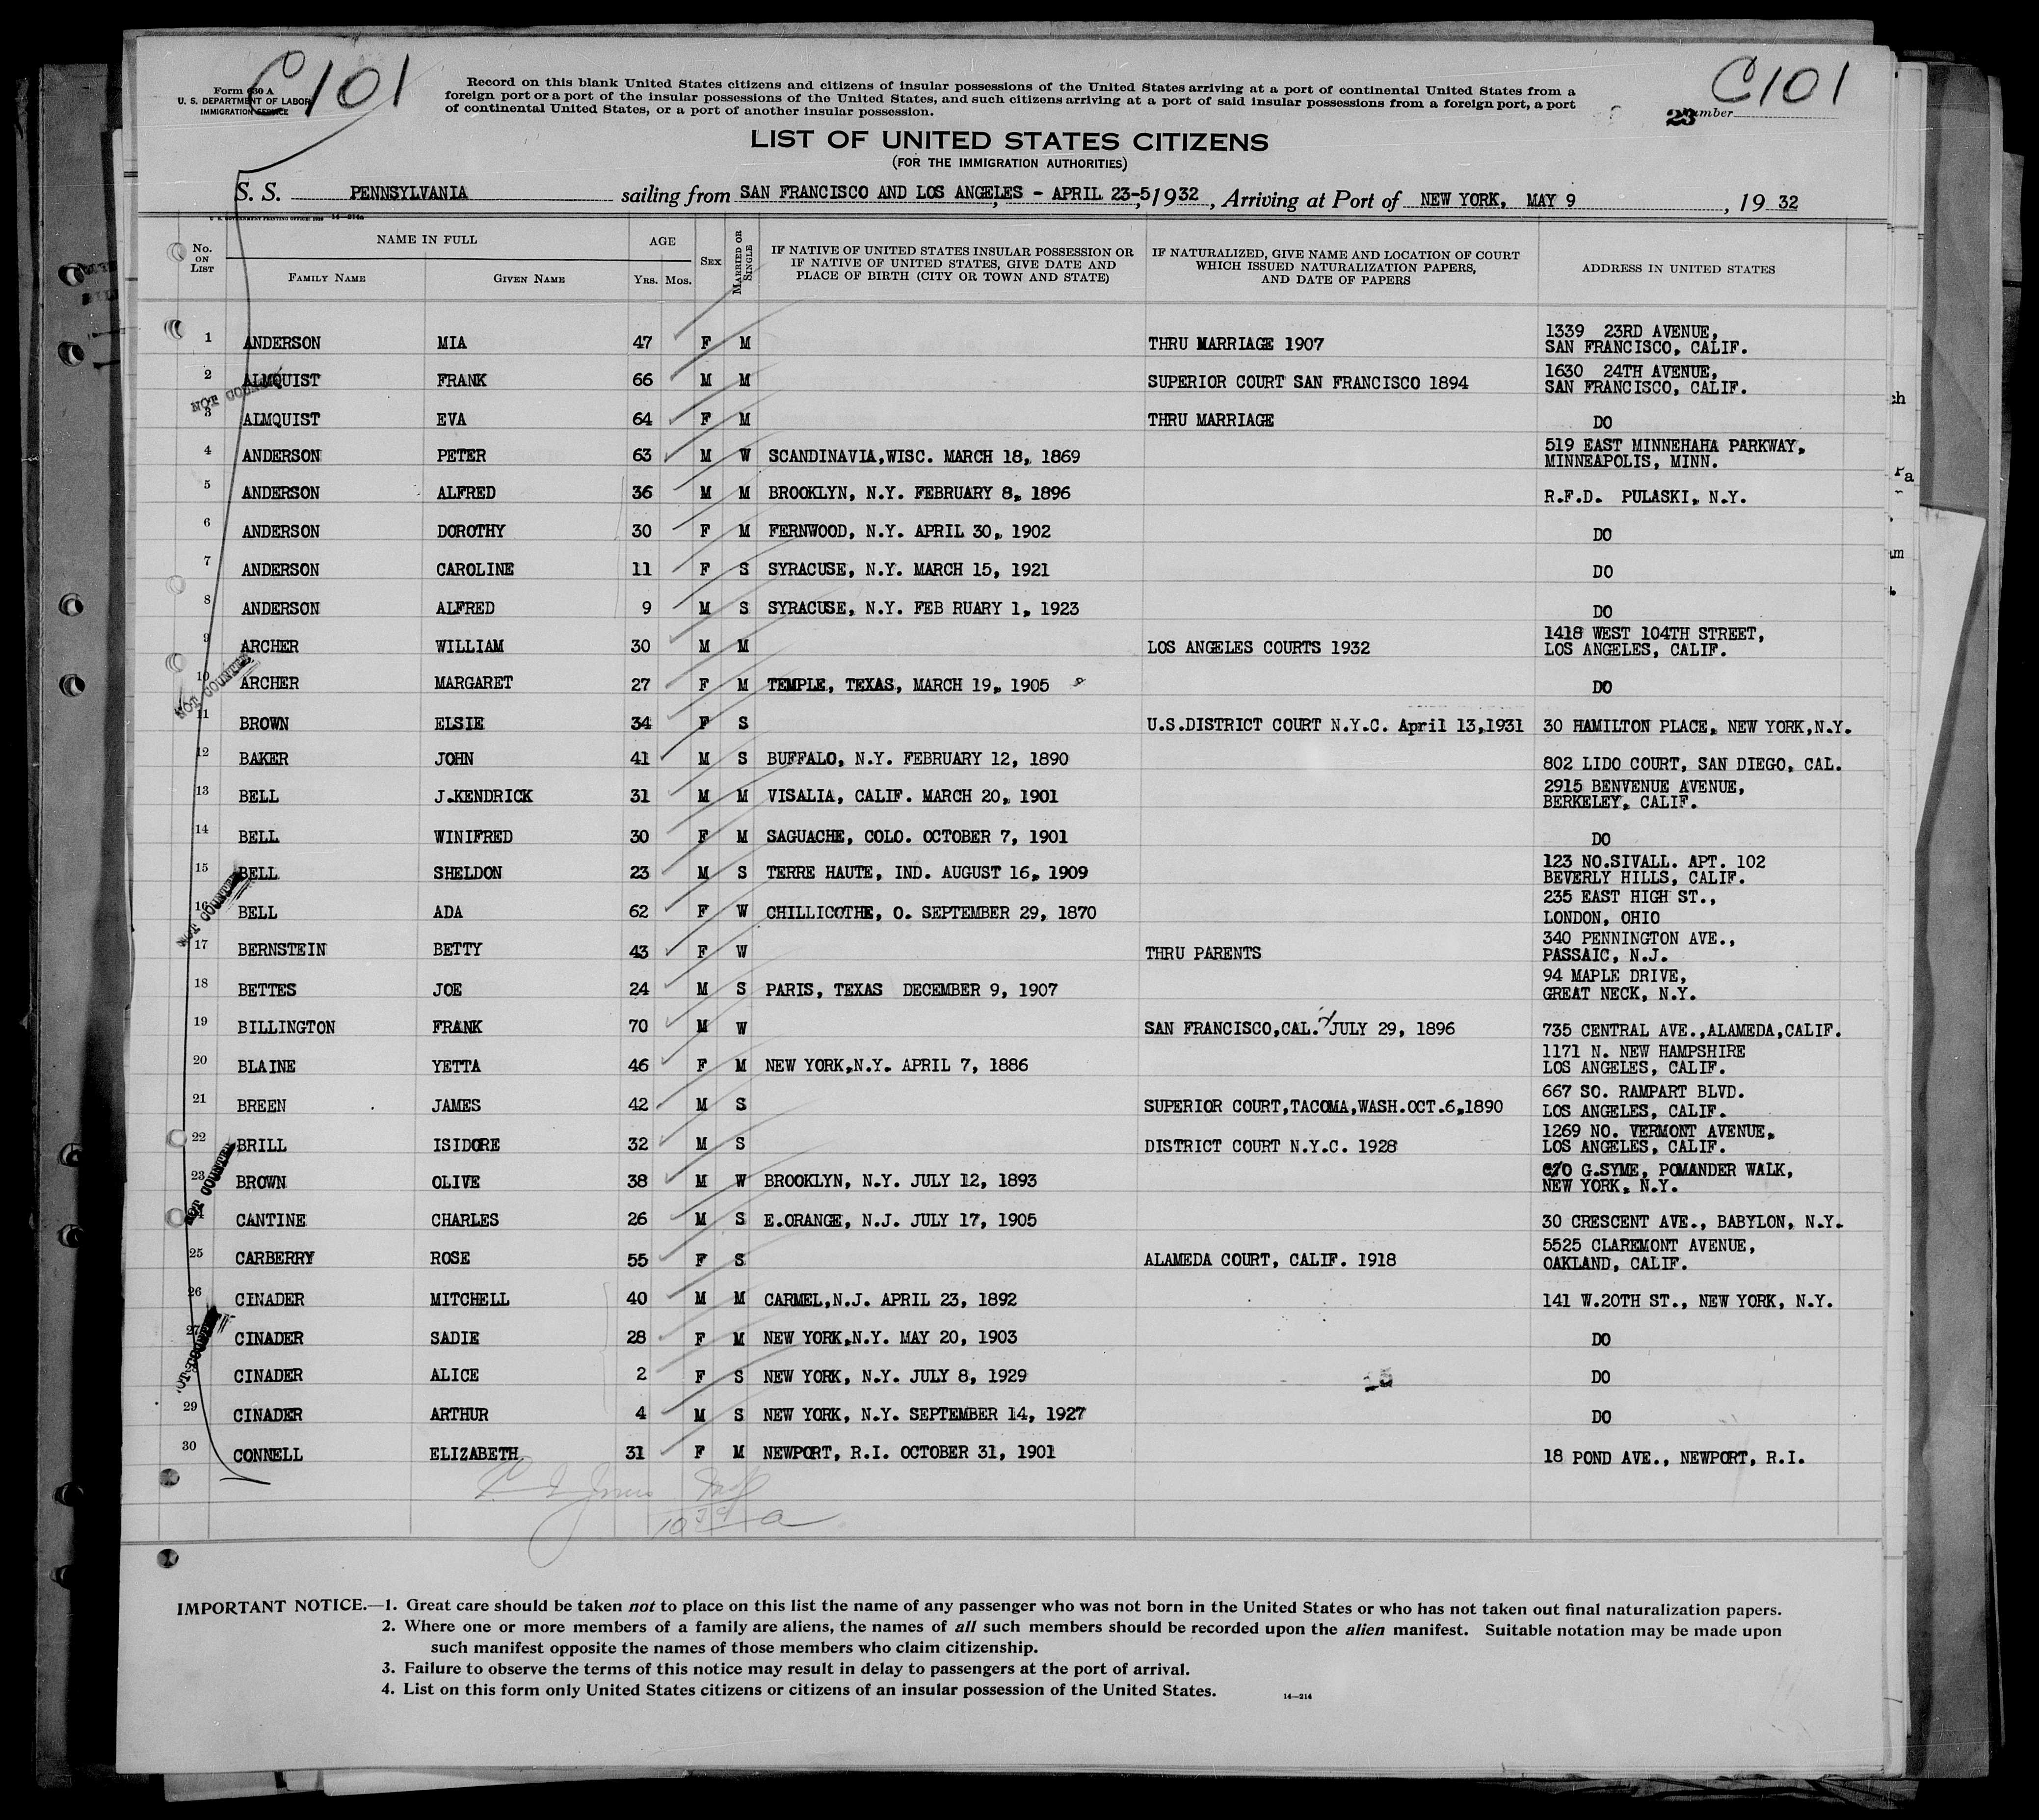 C101
C101
Form 630 A
U. S. DEPARTMENT OF LABOR
IMMIGRATION SERVICE
Record on this blank United States citizens and citizens of insular possessions of the United States arriving at a port of continental United States from a
foreign port or a port of the insular possessions of the United States, and such citizens arriving at a port of said insular possessions from a foreign port, a port
of continental United States, or a port of another insular possession.
23
LIST OF UNITED STATES CITIZENS
(FOR THE IMMIGRATION AUTHORITIES)
S. S. PENNSYLVANIA sailing from SAN FRANCISCO AND LOS ANGELES - APRIL 23-5, 1932, Arriving at Port of NEW YORK, MAY 9, 1932
U. S. GOVERNMENT PRINTING OFFICE: 1930 14—214a
No. ON LIST NAME IN FULL FAMILY NAME GIVEN NAME AGE YRS. MOS. SEX MARRIED OR SINGLE IF NATIVE OF UNITED STATES INSULAR POSSESSION OR IF NATIVE OF UNITED STATES, GIVE DATE AND PLACE OF BIRTH (CITY OR TOWN AND STATE) IF NATURALIZED, GIVE NAME AND LOCATION OF COURT WHICH ISSUED NATURALIZATION PAPERS, AND DATE OF PAPERS ADDRESS IN UNITED STATES
1 ANDERSON MIA 47 F M THRU MARRIAGE 1907 1339 23RD AVENUE, SAN FRANCISCO, CALIF.
2 ALMQUIST FRANK 66 M M SUPERIOR COURT SAN FRANCISCO 1894 1630 24TH AVENUE, SAN FRANCISCO, CALIF.
NOT COUNTED
3 ALMQUIST EVA 64 F M THRU MARRIAGE DO
4 ANDERSON PETER 63 M W SCANDINAVIA,WISC. MARCH 18, 1869 519 EAST MINNEHAHA PARKWAY, MINNEAPOLIS, MINN.
5 ANDERSON ALFRED 36 M M BROOKLYN, N.Y. FEBRUARY 8, 1896 R.F.D. PULASKI, N.Y.
6 ANDERSON DOROTHY 30 F M FERNWOOD, N.Y. APRIL 30, 1902 DO
7 ANDERSON CAROLINE 11 F S SYRACUSE, N.Y. MARCH 15, 1921 DO
8 ANDERSON ALFRED 9 M S SYRACUSE, N.Y. FEB RUARY 1, 1923 DO
9 ARCHER WILLIAM 30 M M LOS ANGELES COURTS 1932 1418 WEST 104TH STREET, LOS ANGELES, CALIF.
NOT COUNTED
10 ARCHER MARGARET 27 F M TEMPLE, TEXAS, MARCH 19, 1905 DO
11 BROWN ELSIE 34 F S U.S.DISTRICT COURT N.Y.C. April 13,1931 30 HAMILTON PLACE, NEW YORK,N.Y.
12 BAKER JOHN 41 M S BUFFALO, N.Y. FEBRUARY 12, 1890 802 LIDO COURT, SAN DIEGO, CAL.
13 BELL J.KENDRICK 31 M M VISALIA, CALIF. MARCH 20, 1901 2915 BENVENUE AVENUE, BERKELEY, CALIF.
14 BELL WINIFRED 30 F M SAGUACHE, COLO. OCTOBER 7, 1901 DO
15 BELL SHELDON 23 M S TERRE HAUTE, IND. AUGUST 16, 1909 123 NO.SIVALL. APT. 102 BEVERLY HILLS, CALIF.
NOT COUNTED
16 BELL ADA 62 F W CHILLICOTHE, O. SEPTEMBER 29, 1870 235 EAST HIGH ST., LONDON, OHIO
17 BERNSTEIN BETTY 43 F W THRU PARENTS 340 PENNINGTON AVE., PASSAIC, N.J.
18 BETTES JOE 24 M S PARIS, TEXAS DECEMBER 9, 1907 94 MAPLE DRIVE, GREAT NECK, N.Y.
19 BILLINGTON FRANK 70 M W SAN FRANCISCO,CAL. JULY 29, 1896 735 CENTRAL AVE.,ALAMEDA,CALIF.
20 BLAINE YETTA 46 F M NEW YORK,N.Y. APRIL 7, 1886 1171 N. NEW HAMPSHIRE LOS ANGELES, CALIF.
21 BREEN JAMES 42 M S SUPERIOR COURT,TACOMA,WASH.OCT.6,1890 667 SO. RAMPART BLVD. LOS ANGELES, CALIF.
22 BRILL ISIDORE 32 M S DISTRICT COURT N.Y.C. 1928 1269 NO. VERMONT AVENUE, LOS ANGELES, CALIF.
NOT COUNTED
23 BROWN OLIVE 38 M W BROOKLYN, N.Y. JULY 12, 1893 c/o G.SYME, POMANDER WALK, NEW YORK, N.Y.
CANTINE CHARLES 26 M S E.ORANGE, N.J. JULY 17, 1905 30 CRESCENT AVE., BABYLON, N.Y.
25 CARBERRY ROSE 55 F S ALAMEDA COURT, CALIF. 1918 5525 CLAREMONT AVENUE, OAKLAND, CALIF.
26 CINADER MITCHELL 40 M M CARMEL,N.J. APRIL 23, 1892 141 W.20TH ST., NEW YORK, N.Y.
27 CINADER SADIE 28 F M NEW YORK,N.Y. MAY 20, 1903 DO
NOT COUNTED
CINADER ALICE 2 F S NEW YORK, N.Y. JULY 8, 1929 DO
29 CINADER ARTHUR 4 M S NEW YORK, N.Y. SEPTEMBER 14, 1927 DO
30 CONNELL ELIZABETH 31 F M NEWPORT, R.I. OCTOBER 31, 1901 18 POND AVE., NEWPORT, R.I.
IMPORTANT NOTICE.—1. Great care should be taken not to place on this list the name of any passenger who was not born in the United States or who has not taken out final naturalization papers.
2. Where one or more members of a family are aliens, the names of all such members should be recorded upon the alien manifest. Suitable notation may be made upon
such manifest opposite the names of those members who claim citizenship.
3. Failure to observe the terms of this notice may result in delay to passengers at the port of arrival.
4. List on this form only United States citizens or citizens of an insular possession of the United States.
14—214